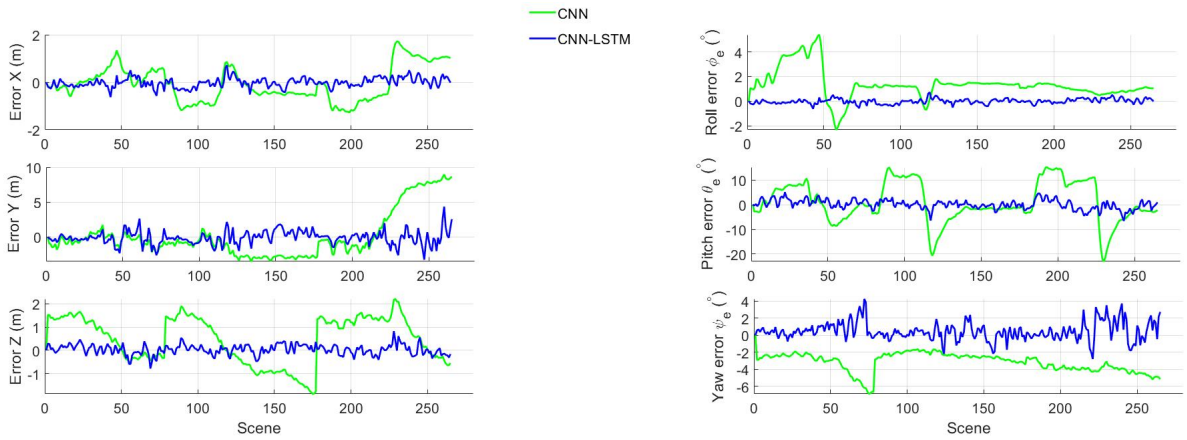 CNN
CNN-LSTM
Error X (m)
2
0
-2
0 50 100 150 200 250
Error Y (m)
10
5
0
0 50 100 150 200 250
Error Z (m)
2
1
0
-1
0 50 100 150 200 250
Scene
Roll error ϕe (°)
4
2
0
-2
0 50 100 150 200 250
Pitch error θe (°)
10
0
-10
-20
0 50 100 150 200 250
Yaw error ψe (°)
4
2
0
-2
-4
-6
0 50 100 150 200 250
Scene